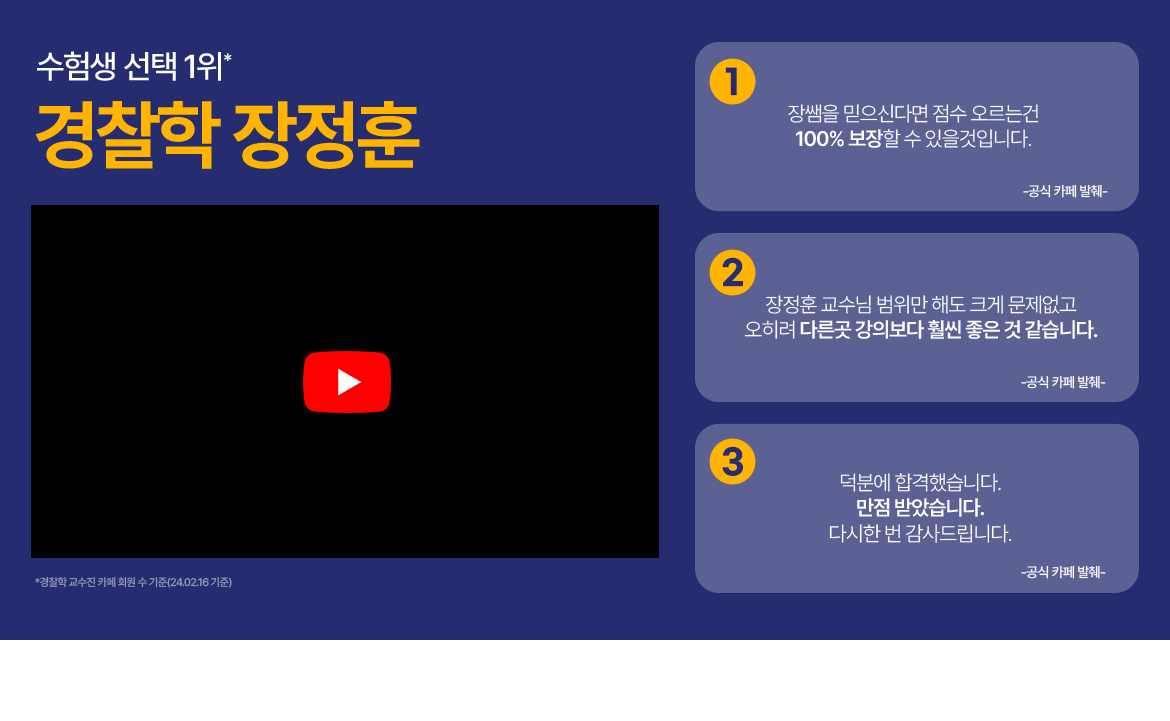 수험생 선택 1위*
경찰학 장정훈
*경찰학 교수진 카페 회원 수 기준(24.02.16 기준)
1
장쌤을 믿으신다면 점수 오르는건
100% 보장할 수 있을것입니다.
-공식 카페 발췌-
2
장정훈 교수님 범위만 해도 크게 문제없고
오히려 다른곳 강의보다 훨씬 좋은 것 같습니다.
-공식 카페 발췌-
3
덕분에 합격했습니다.
만점 받았습니다.
다시한 번 감사드립니다.
-공식 카페 발췌-